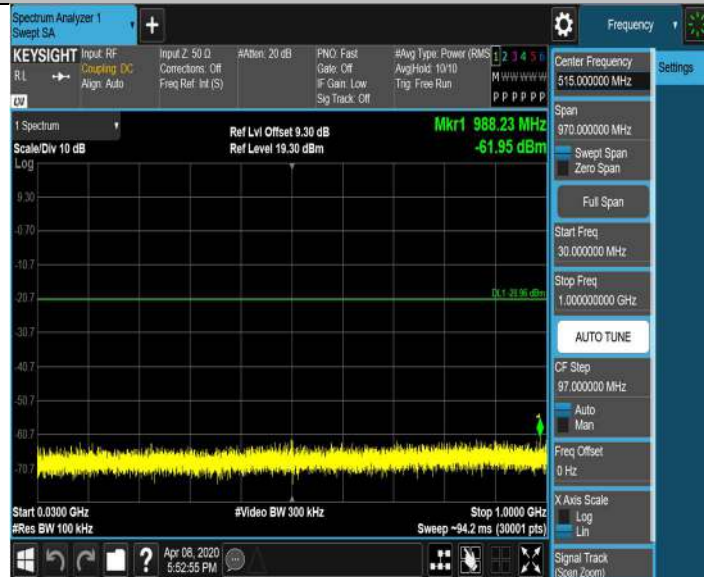 Spectrum Analyzer 1
Swept SA
Frequency
KEYSIGHT
RL
Input: RF
Coupling: DC
Align: Auto
Input Z: 50 Ω
Corrections: Off
Freq Ref: Int (S)
#Atten: 20 dB
PNO: Fast
Gate: Off
IF Gain: Low
Sig Track: Off
#Avg Type: Power (RMS
Avg|Hold: 10/10
Trig: Free Run
1 2 3 4 5 6
M W W W W W
P P P P P P
1 Spectrum
Scale/Div 10 dB
Log
Ref Lvl Offset 9.30 dB
Ref Level 19.30 dBm
Mkr1 988.23 MHz
-61.95 dBm
9.30
-0.70
-10.7
-20.7
-30.7
-40.7
-50.7
-60.7
-70.7
Start 0.0300 GHz
#Res BW 100 kHz
#Video BW 300 kHz
Stop 1.0000 GHz
Sweep ~94.2 ms (30001 pts)
Apr 08, 2020
5:52:55 PM
Center Frequency
515.000000 MHz
Settings
Span
970.000000 MHz
Swept Span
Zero Span
Full Span
Start Freq
30.000000 MHz
Stop Freq
1.000000000 GHz
AUTO TUNE
CF Step
97.000000 MHz
Auto
Man
Freq Offset
0 Hz
X Axis Scale
Log
Lin
Signal Track
(Span Zoom)